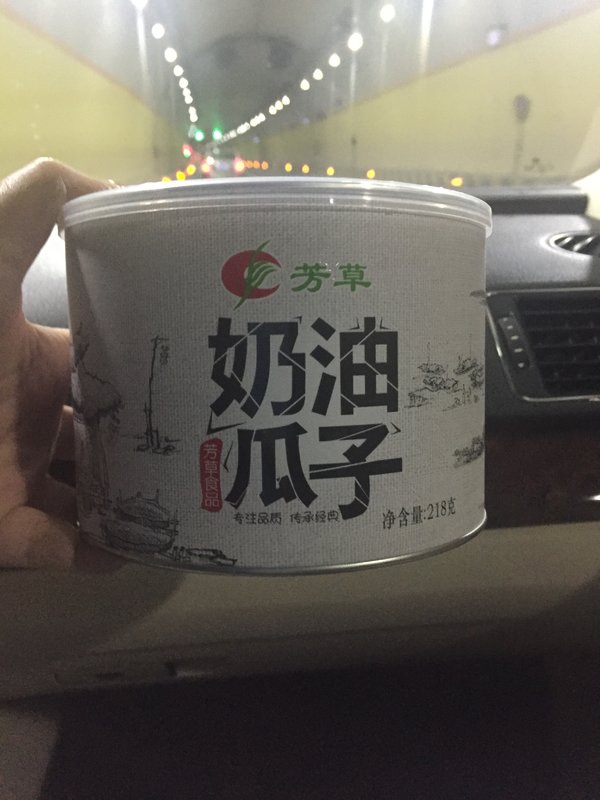 芳草
奶油
瓜子
芳草食品
专注品质 传承经典
净含量:218克